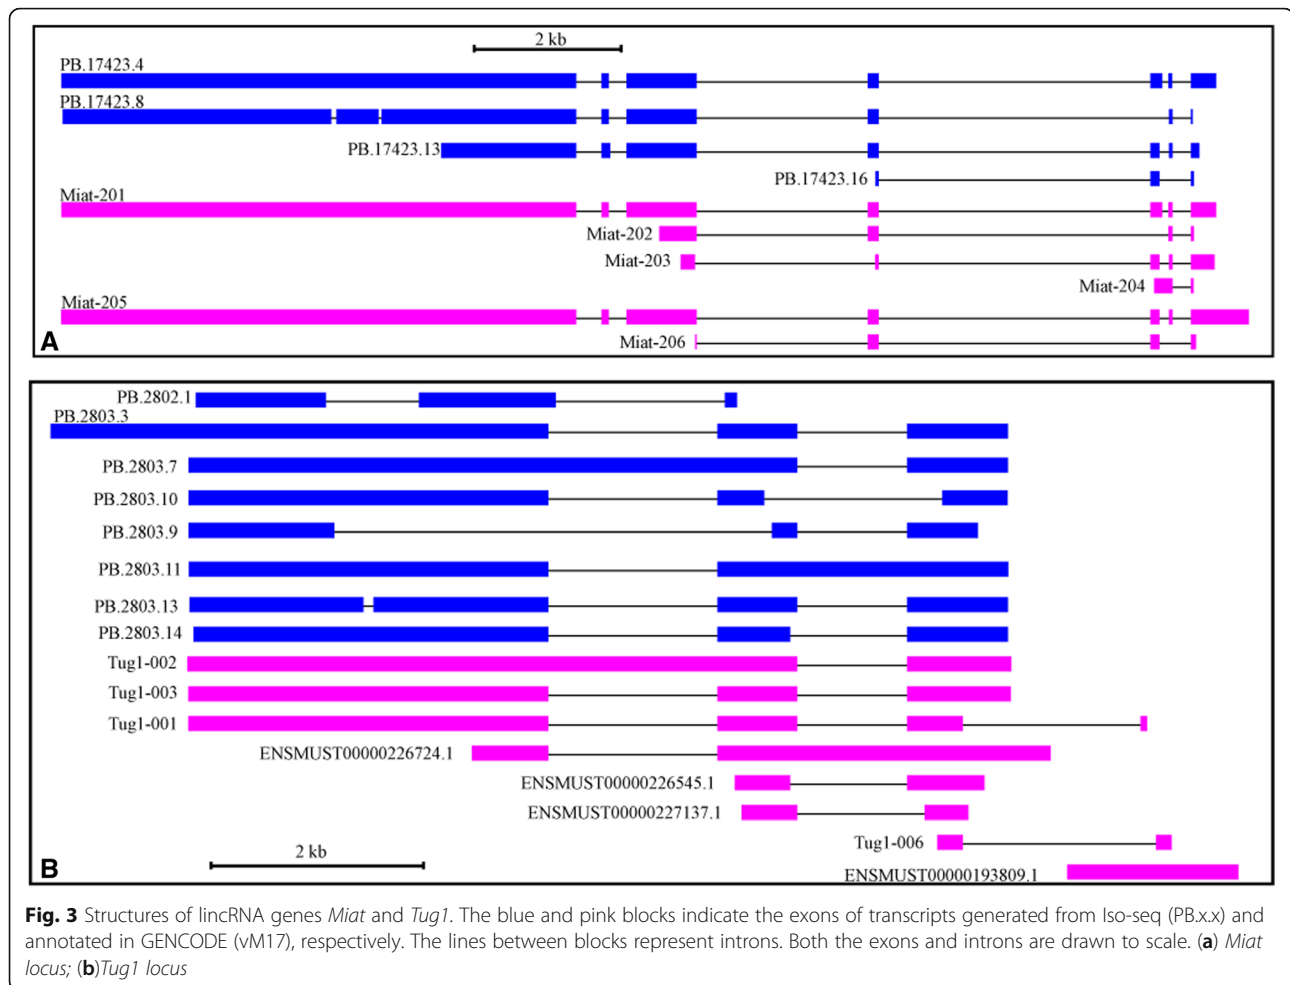 2 kb
PB.17423.4
PB.17423.8
PB.17423.13
PB.17423.16
Miat-201
Miat-202
Miat-203
Miat-204
Miat-205
Miat-206
A
PB.2802.1
PB.2803.3
PB.2803.7
PB.2803.10
PB.2803.9
PB.2803.11
PB.2803.13
PB.2803.14
Tug1-002
Tug1-003
Tug1-001
ENSMUST00000226724.1
ENSMUST00000226545.1
ENSMUST00000227137.1
Tug1-006
2 kb
ENSMUST00000193809.1
B
Fig. 3 Structures of lincRNA genes Miat and Tug1. The blue and pink blocks indicate the exons of transcripts generated from Iso-seq (PB.x.x) and
annotated in GENCODE (vM17), respectively. The lines between blocks represent introns. Both the exons and introns are drawn to scale. (a) Miat
locus; (b)Tug1 locus